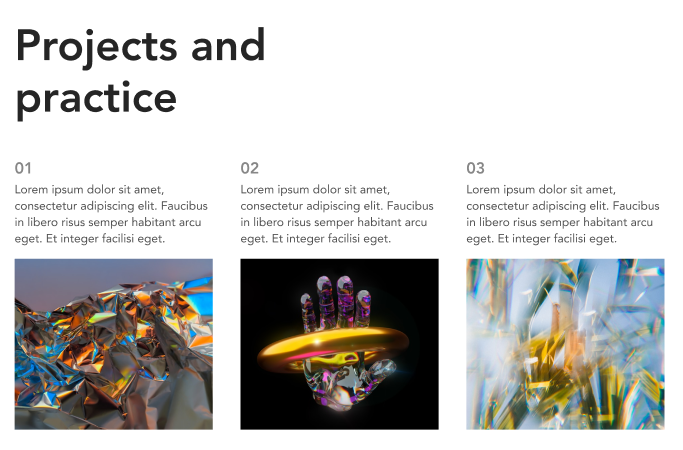 Projects and
practice
01
Lorem ipsum dolor sit amet,
consectetur adipiscing elit. Faucibus
in libero risus semper habitant arcu
eget. Et integer facilisi eget.
02
Lorem ipsum dolor sit amet,
consectetur adipiscing elit. Faucibus
in libero risus semper habitant arcu
eget. Et integer facilisi eget.
03
Lorem ipsum dolor sit amet,
consectetur adipiscing elit. Faucibus
in libero risus semper habitant arcu
eget. Et integer facilisi eget.